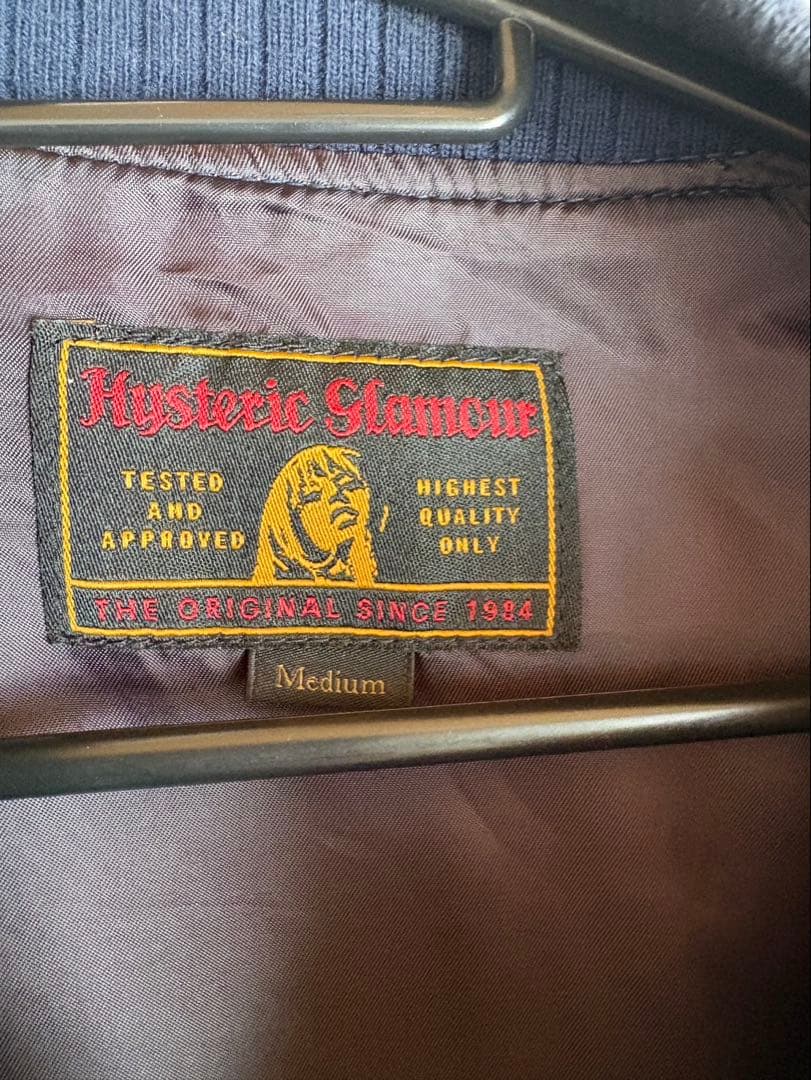 Hysteric Glamour
TESTED
AND
APPROVED
HIGHEST
QUALITY
ONLY
THE ORIGINAL SINCE 1984
Medium